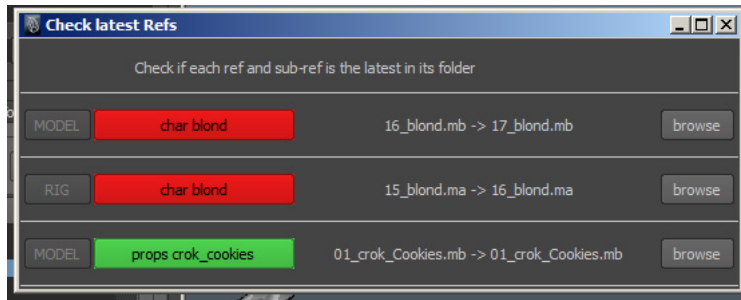 Check latest Refs
Check if each ref and sub-ref is the latest in its folder
MODEL char blond 16_blond.mb -> 17_blond.mb browse
RIG char blond 15_blond.ma -> 16_blond.ma browse
MODEL props crok_cookies 01_crok_Cookies.mb -> 01_crok_Cookies.mb browse